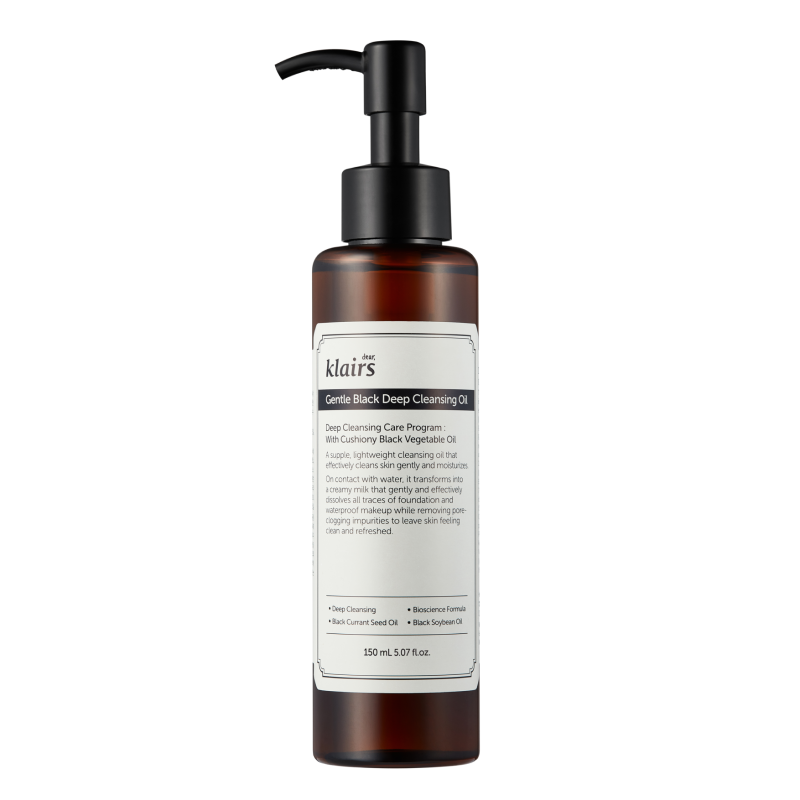 dear,
klairs
Gentle Black Deep Cleansing Oil
Deep Cleansing Care Program :
With Cushiony Black Vegetable Oil
A supple, lightweight cleansing oil that
effectively cleans skin gently and moisturizes
On contact with water, it transforms into
a creamy milk that gently and effectively
dissolves all traces of foundation and
waterproof makeup while removing pore-
clogging impurities to leave skin feeling
clean and refreshed.
• Deep Cleansing • Bioscience Formula
• Black Currant Seed Oil • Black Soybean Oil
150 mL 5.07 fl.oz.